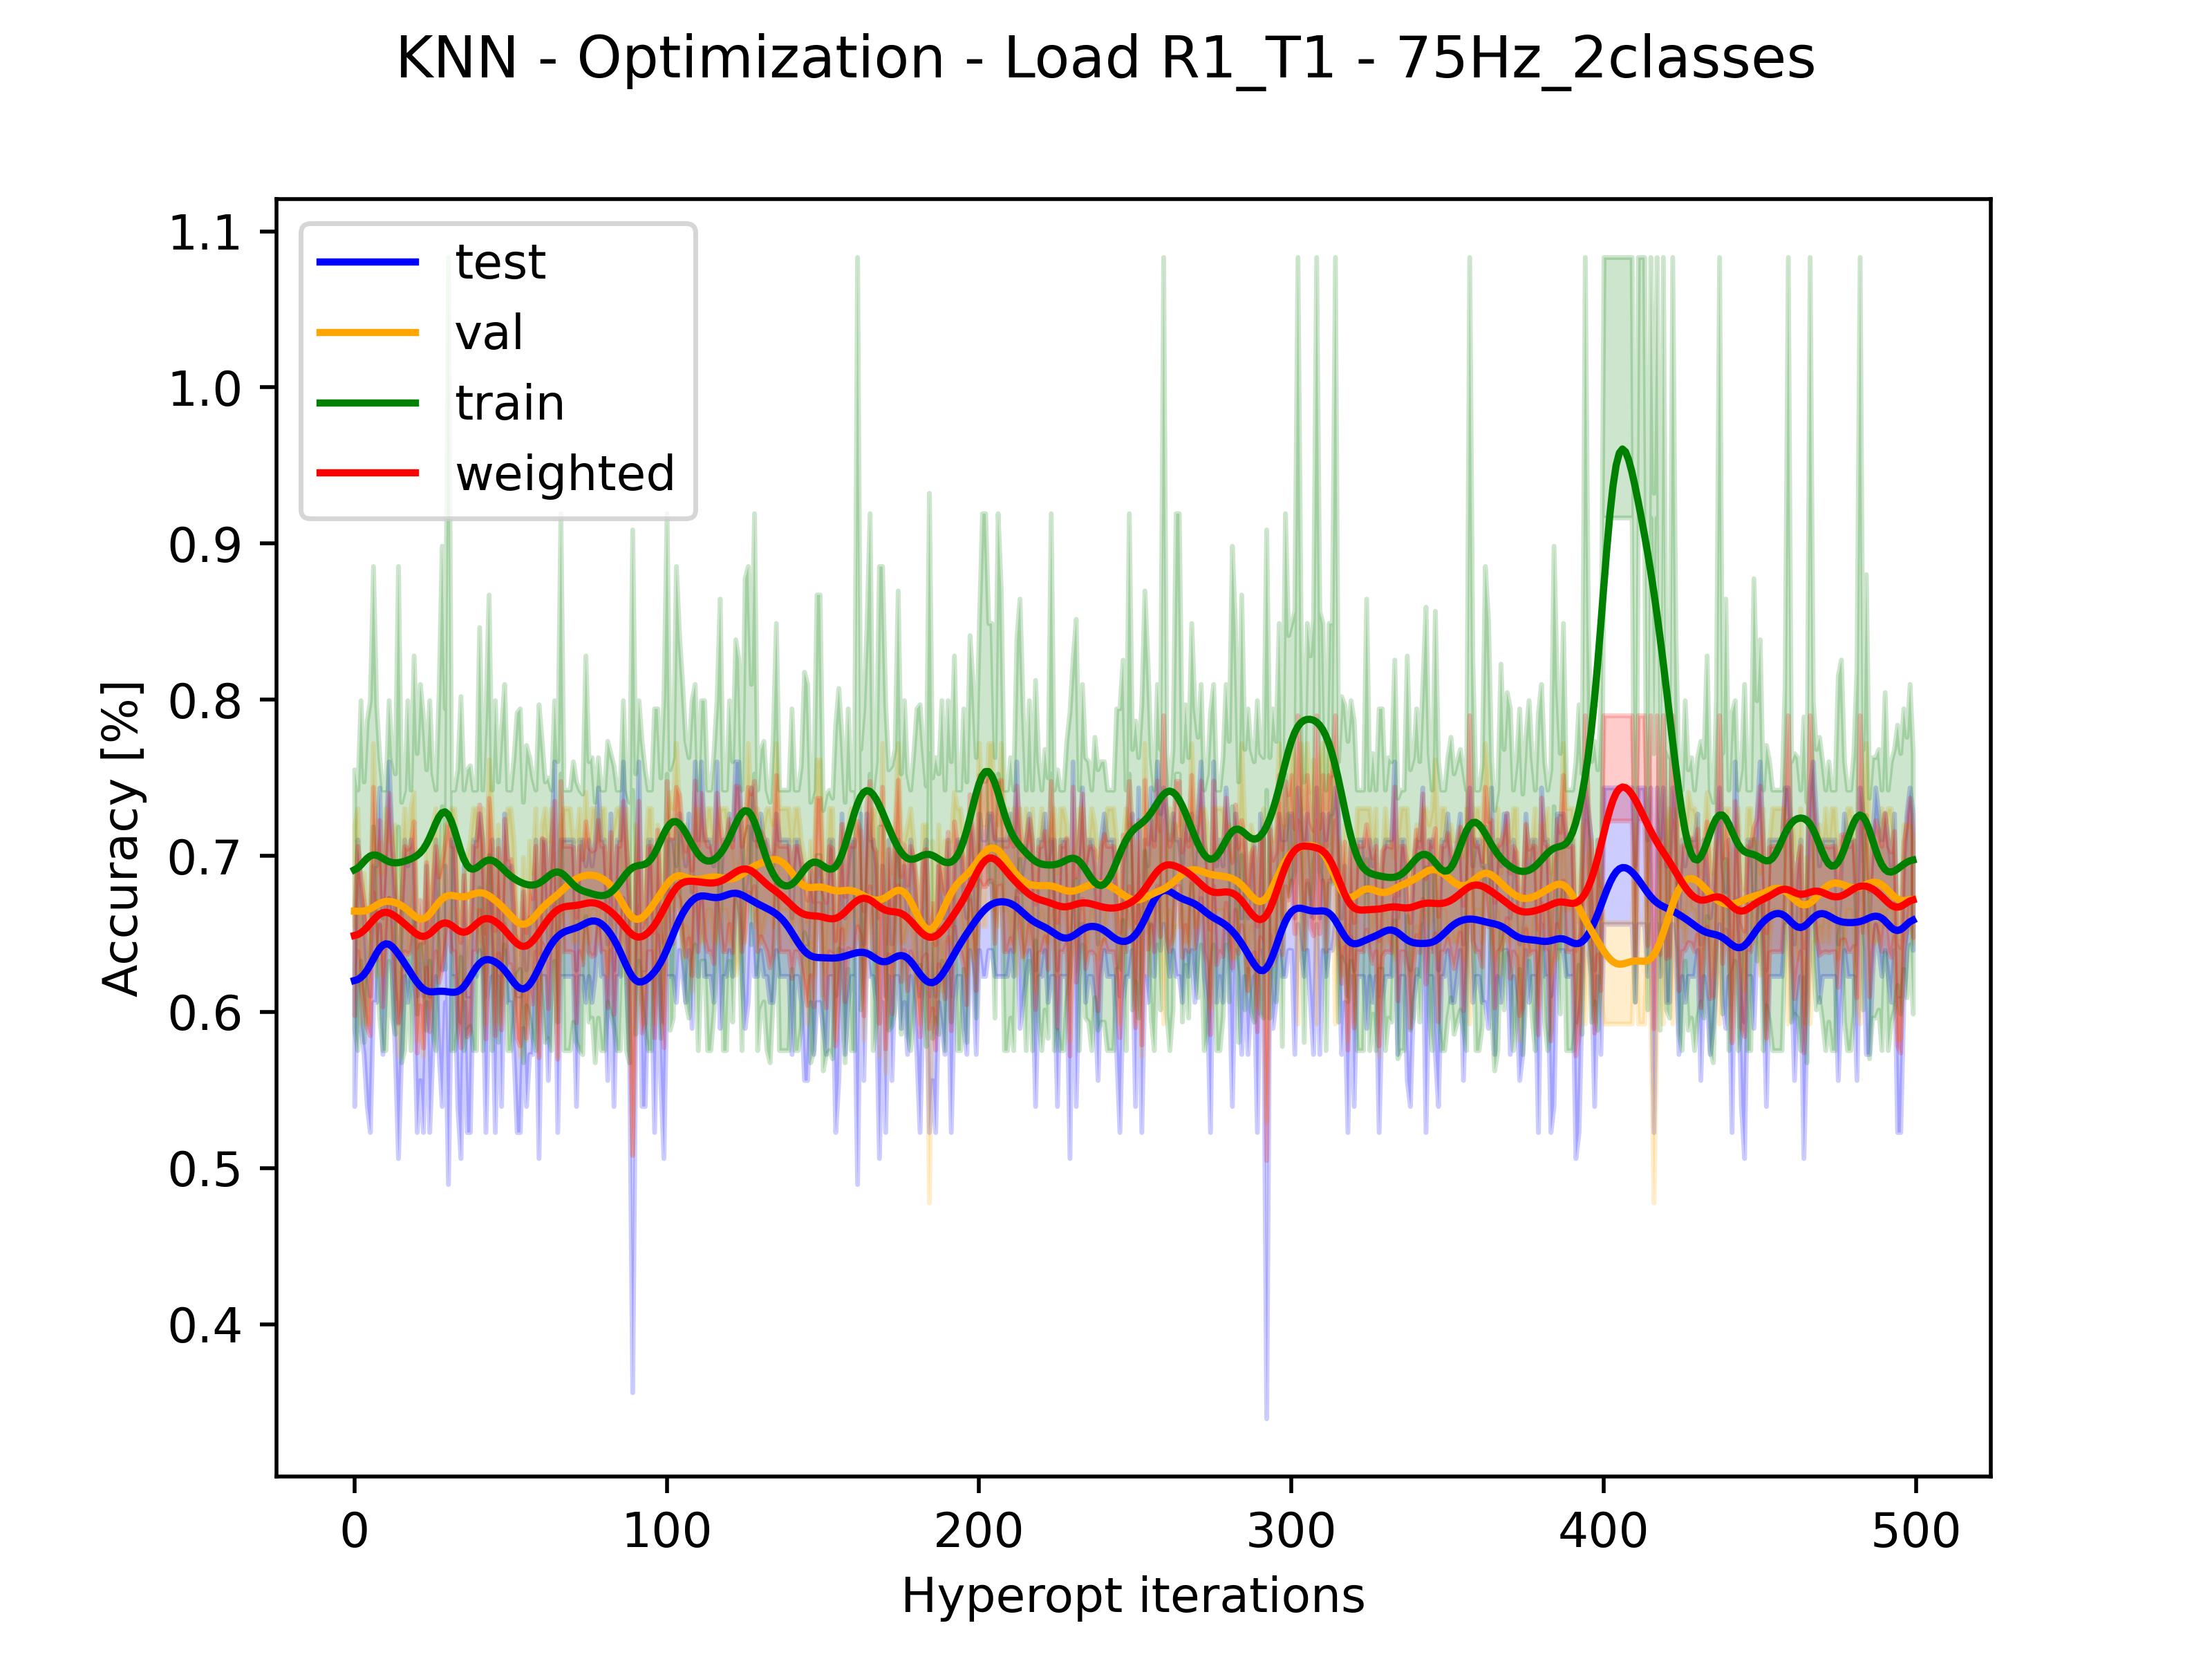 KNN - Optimization - Load R1_T1 - 75Hz_2classes
test
val
train
weighted
Accuracy [%]
1.1
1.0
0.9
0.8
0.7
0.6
0.5
0.4
0
100
200
300
400
500
Hyperopt iterations